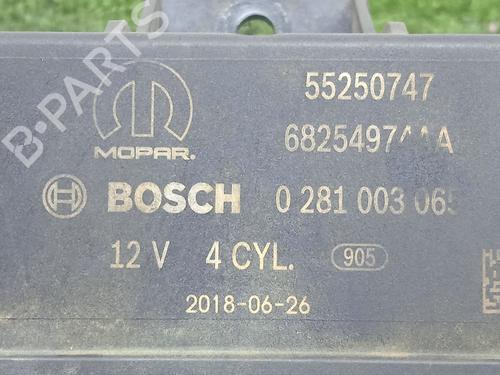 B-PARTS
55250747
MOPAR.
BOSCH
0 281 003 065
12 V 4 CYL. 905
2018-06-26